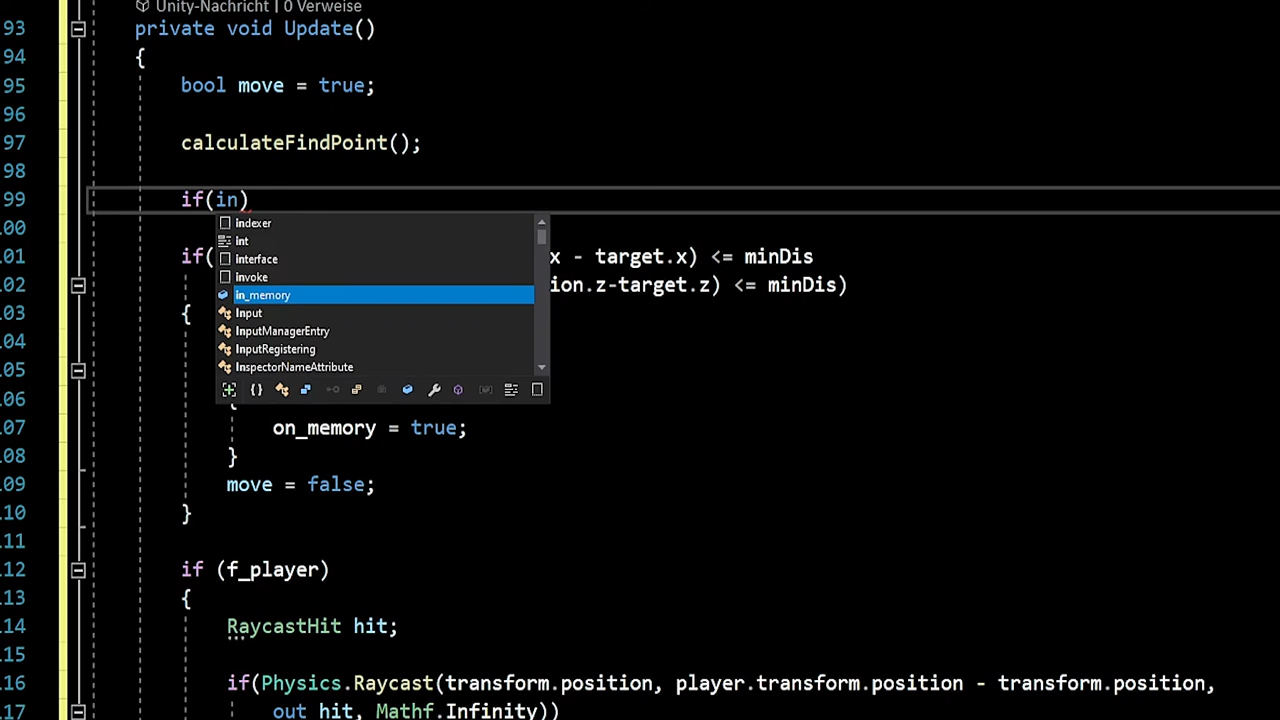 Unity-Nachricht | 0 Verweise
93 private void Update()
94 {
95 bool move = true;
96
97 calculateFindPoint();
98
99 if(in)
00 indexer
int
01 if( interface x - target.x) <= minDis
02 invoke ion.z-target.z) <= minDis)
in_memory
03 { Input
InputManagerEntry
05 InputRegistering
InspectorNameAttribute
06 {
07 on_memory = true;
08 }
09 move = false;
10 }
11
12 if (f_player)
13 {
14 RaycastHit hit;
15
16 if(Physics.Raycast(transform.position, player.transform.position - transform.position,
17 out hit, Mathf.Infinity))